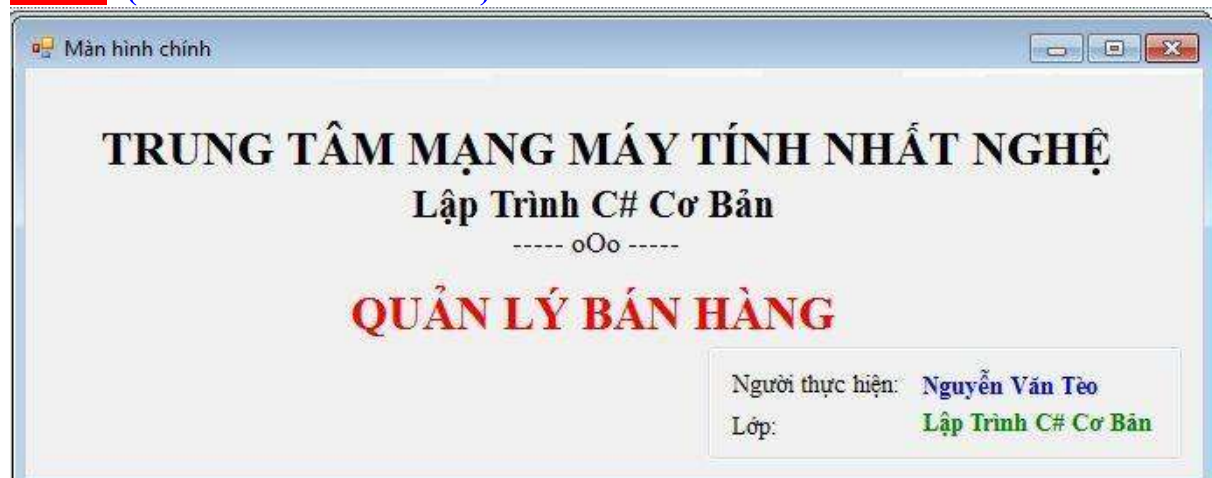 Màn hình chính
TRUNG TÂM MẠNG MÁY TÍNH NHẤT NGHỆ
Lập Trình C# Cơ Bản
----- oOo -----
QUẢN LÝ BÁN HÀNG
Người thực hiện: Nguyễn Văn Tèo
Lớp: Lập Trình C# Cơ Bản